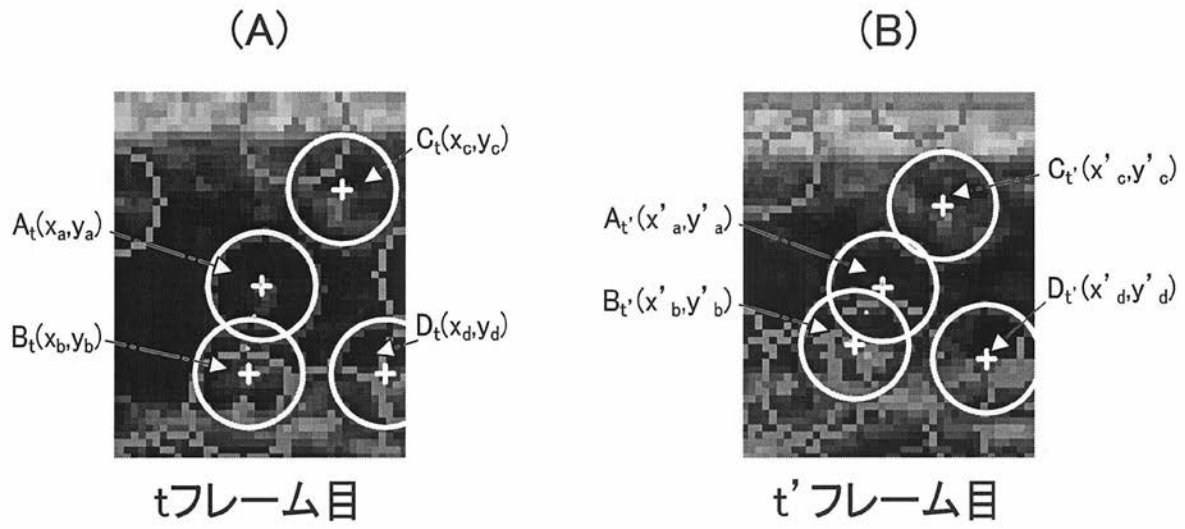 (A)
(B)
Ct(xc,yc)
At(xa,ya)
Bt(xb,yb)
Dt(xd,yd)
Ct'(x'c,y'c)
At'(x'a,y'a)
Bt'(x'b,y'b)
Dt'(x'd,y'd)
tフレーム目
t'フレーム目